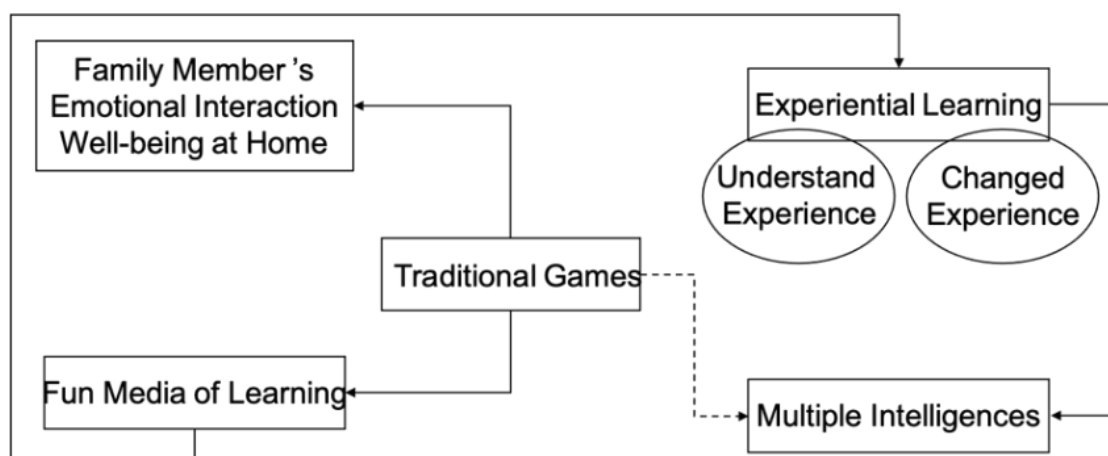 Family Member's
Emotional Interaction
Well-being at Home
Experiential Learning
Understand
Experience
Changed
Experience
Traditional Games
Fun Media of Learning
Multiple Intelligences